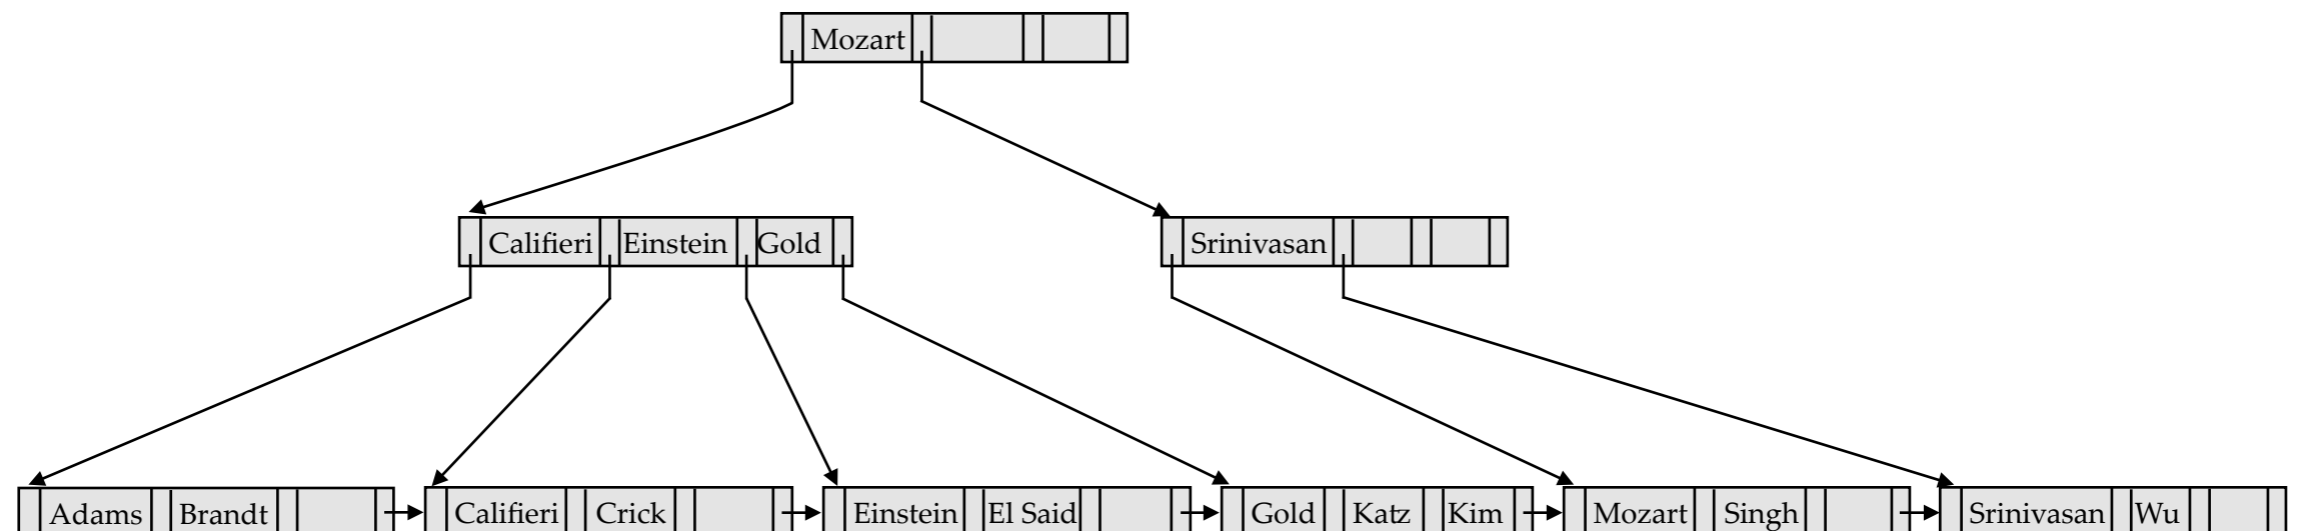 Mozart
Califieri Einstein Gold Srinivasan
Adams Brandt Califieri Crick Einstein El Said Gold Katz Kim Mozart Singh Srinivasan Wu